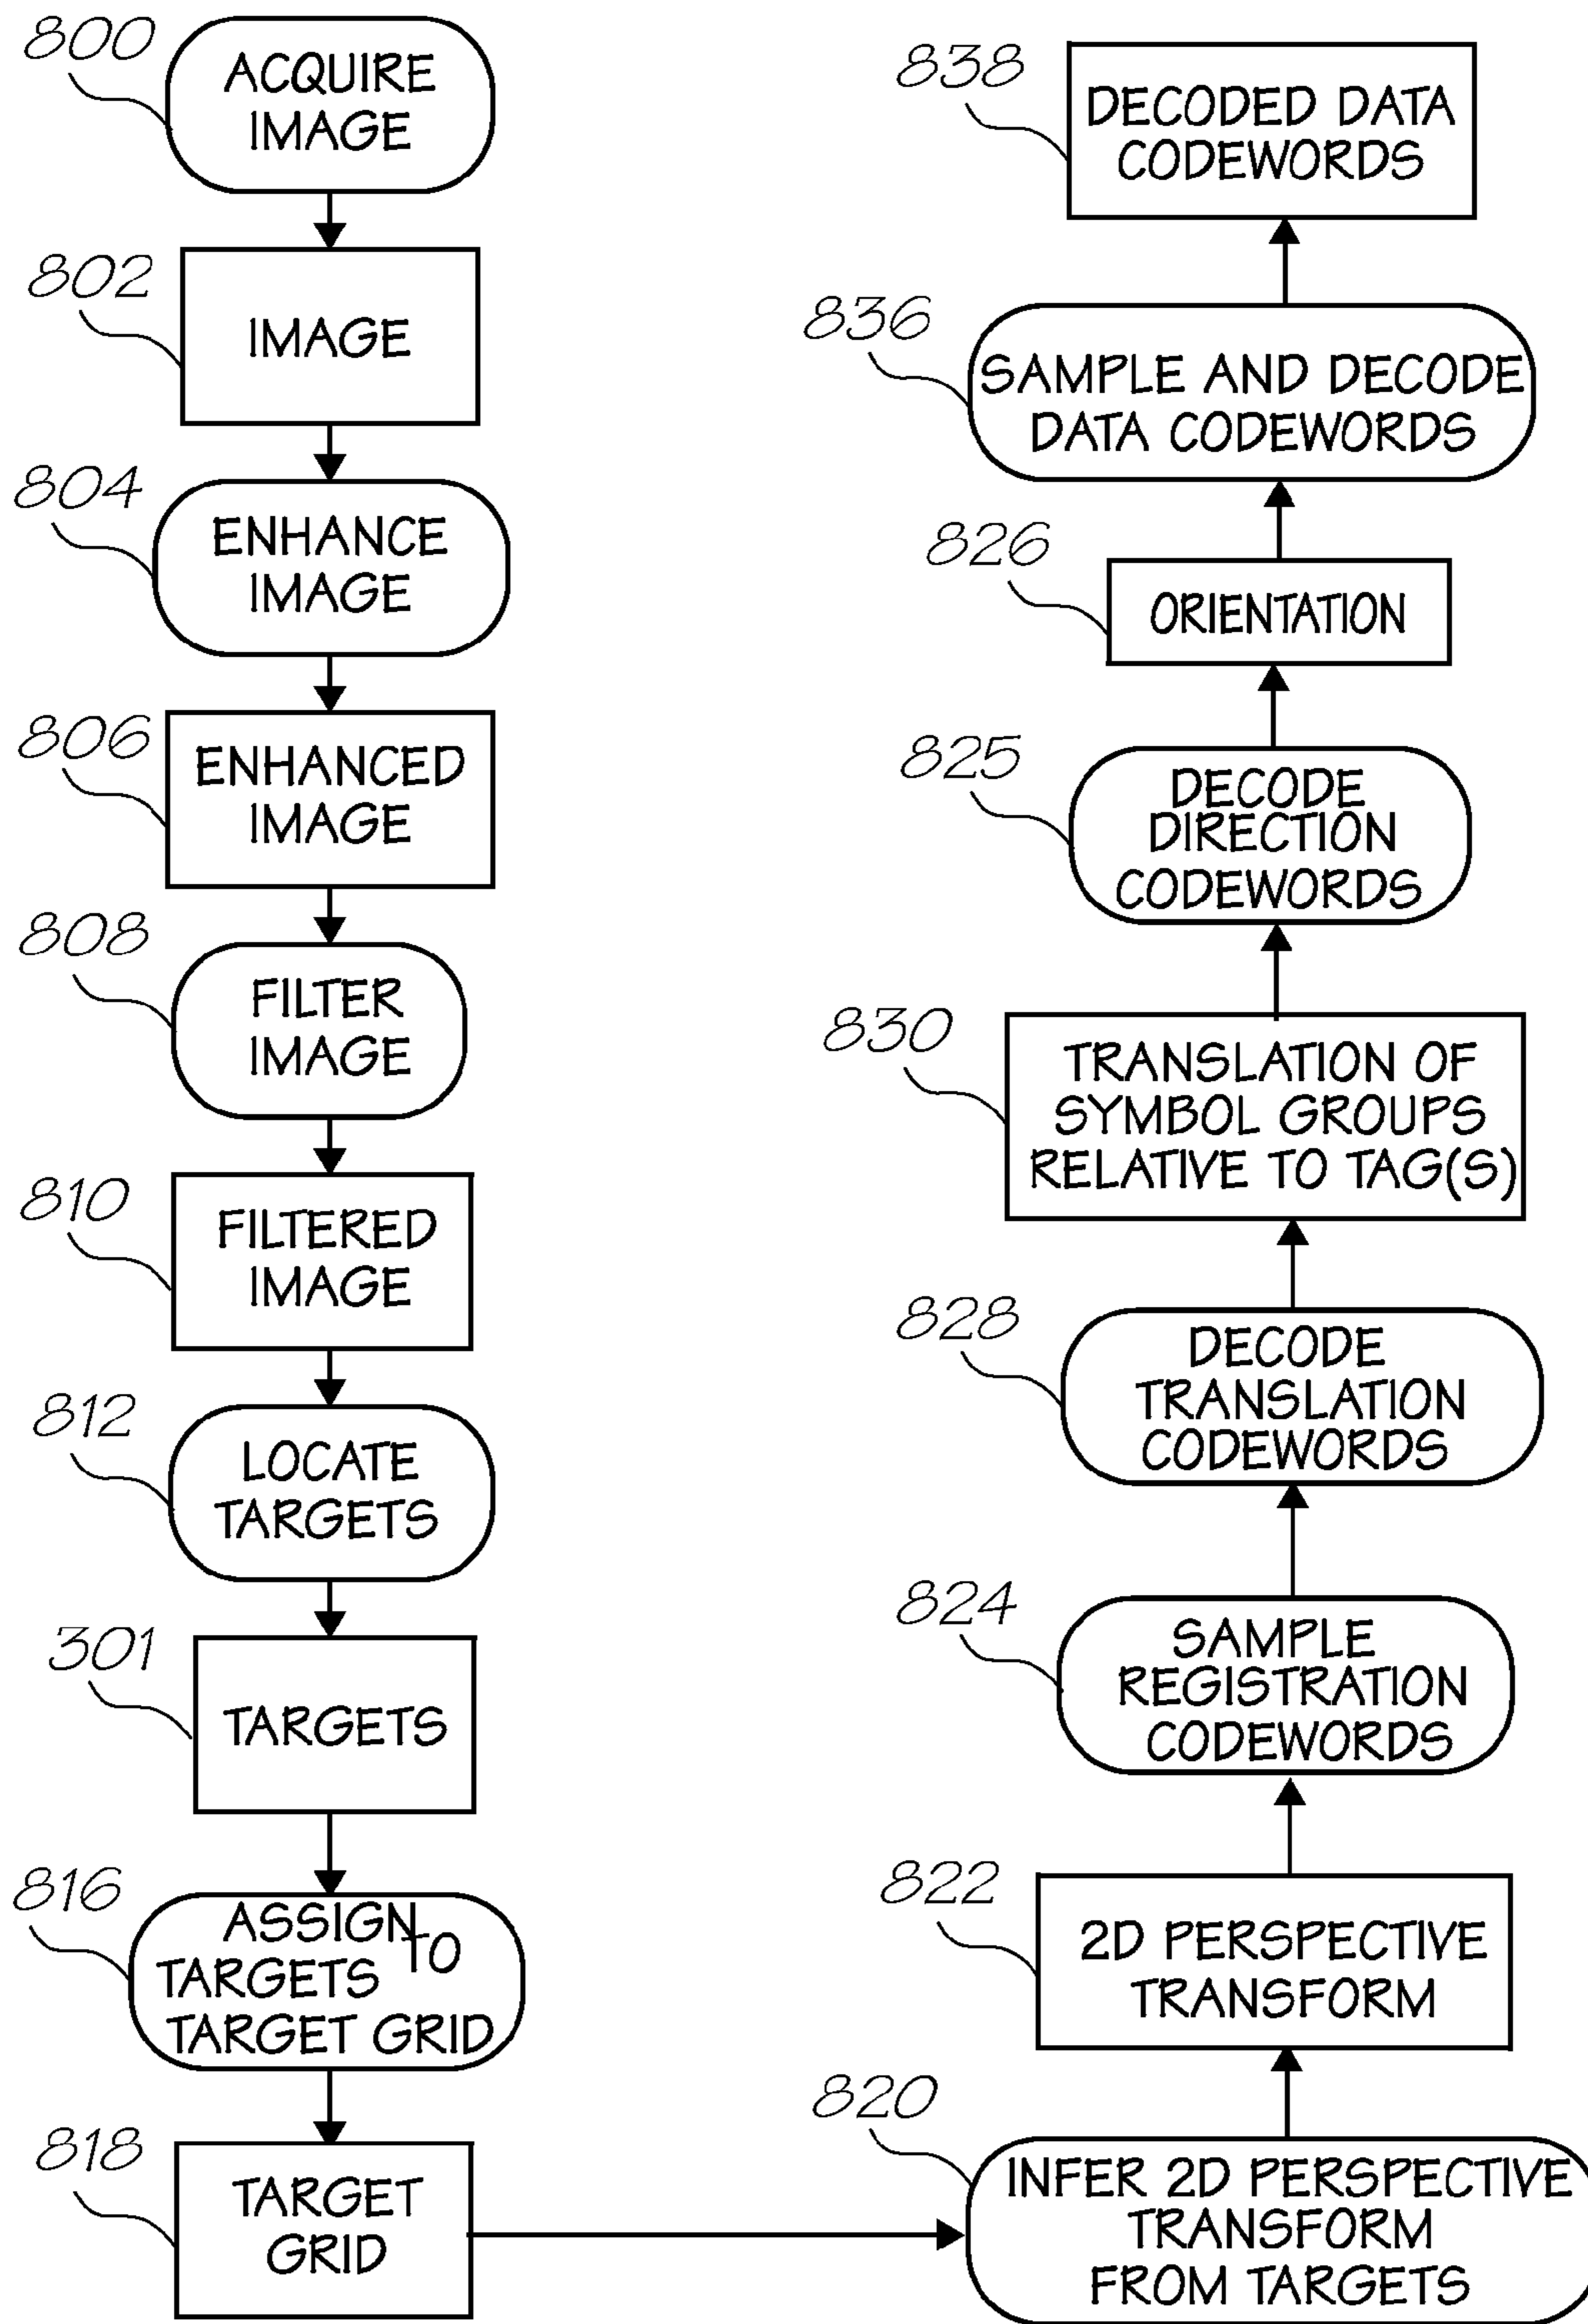 800
ACQUIRE
IMAGE
802
IMAGE
804
ENHANCE
IMAGE
806
ENHANCED
IMAGE
808
FILTER
IMAGE
810
FILTERED
IMAGE
812
LOCATE
TARGETS
301
TARGETS
816
ASSIGN
TARGETS TO
TARGET GRID
818
TARGET
GRID
820
INFER 2D PERSPECTIVE
TRANSFORM
FROM TARGETS
822
2D PERSPECTIVE
TRANSFORM
824
SAMPLE
REGISTRATION
CODEWORDS
828
DECODE
TRANSLATION
CODEWORDS
830
TRANSLATION OF
SYMBOL GROUPS
RELATIVE TO TAG(S)
825
DECODE
DIRECTION
CODEWORDS
826
ORIENTATION
836
SAMPLE AND DECODE
DATA CODEWORDS
838
DECODED DATA
CODEWORDS